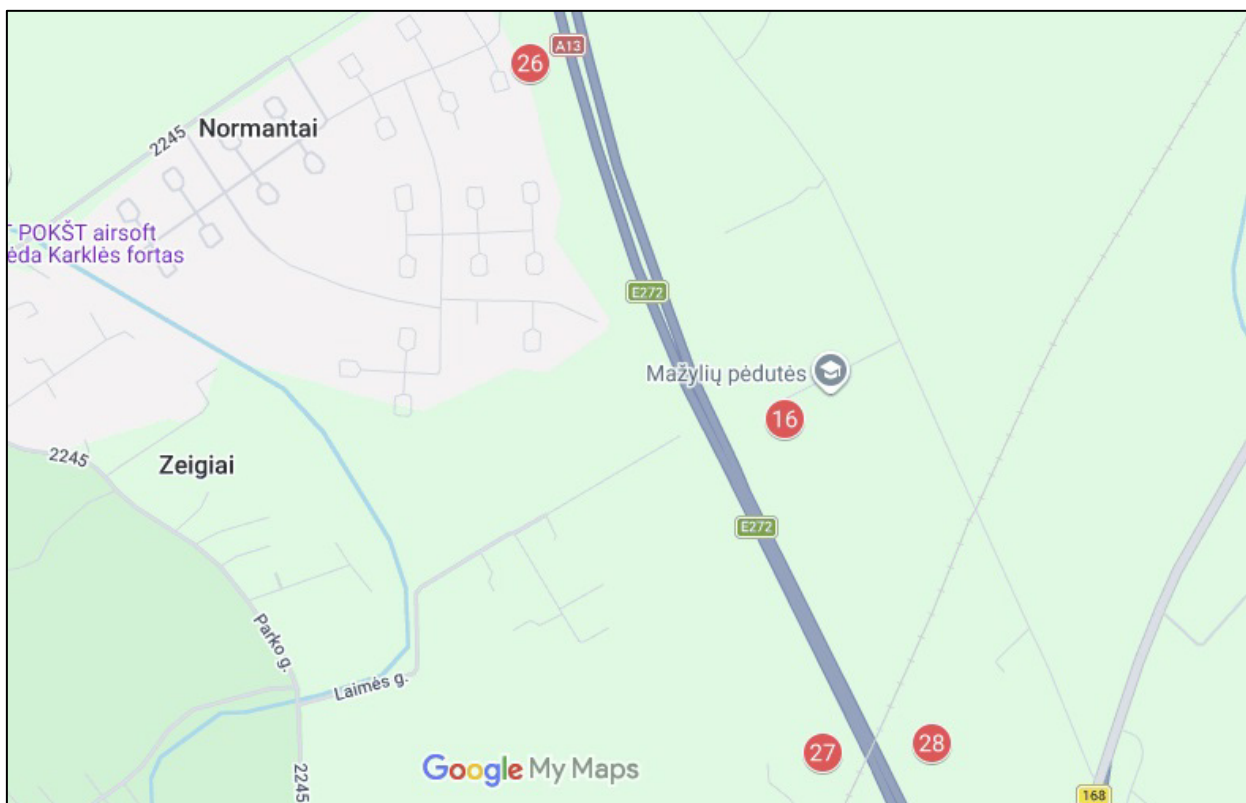 A13
26
2245
Normantai
POKŠT airsoft
ėda Karklės fortas
E272
Mažylių pėdutės
16
2245
Zeigiai
E272
Parko g.
Laimės g.
27
28
Google My Maps
2245
168